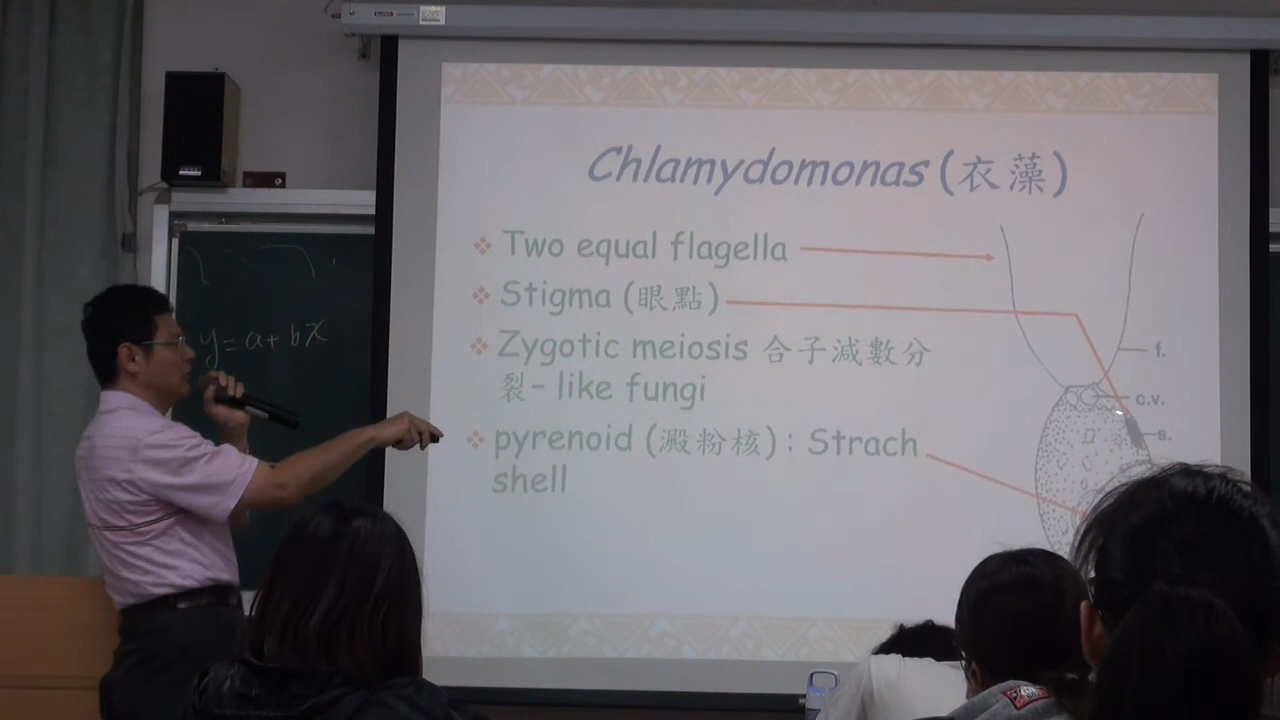 Chlamydomonas (衣藻)
Two equal flagella
Stigma (眼點)
Zygotic meiosis 合子減數分
裂– like fungi
pyrenoid (澱粉核) : Strach
shell
f.
c.v.
s.
y = a + bx